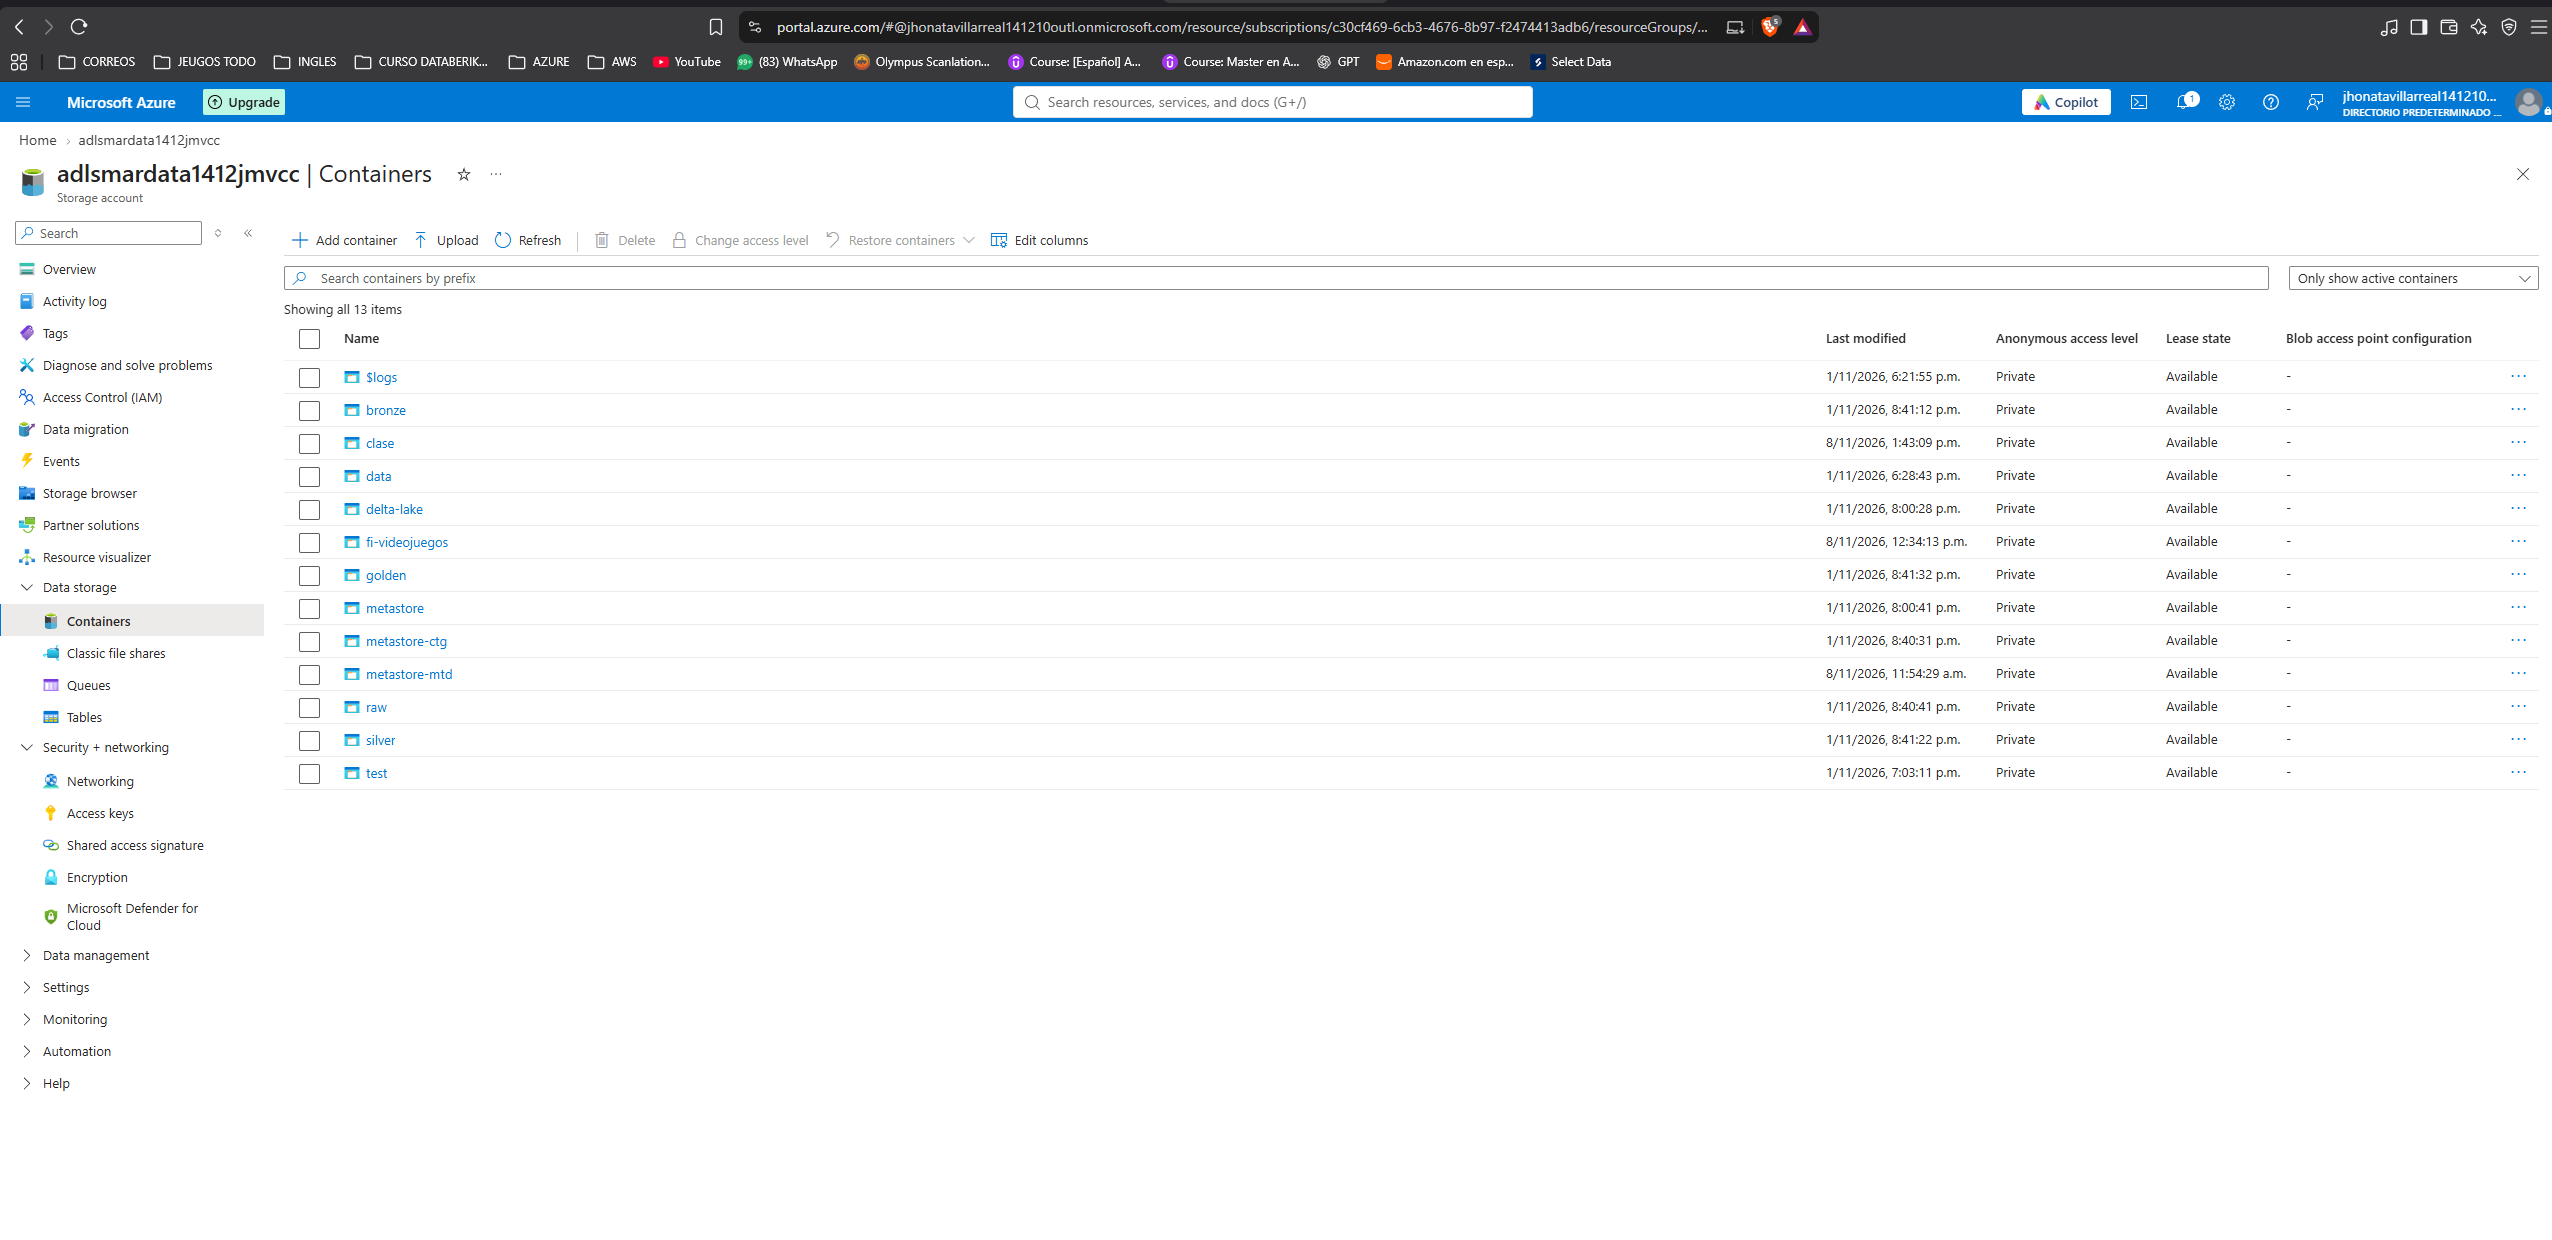 portal.azure.com/#@jhonatavillarreal141210outl.onmicrosoft.com/resource/subscriptions/c30cf469-6cb3-4676-8b97-f2474413adb6/resourceGroups/...
5
CORREOS JEUGOS TODO INGLES CURSO DATABERIK... AZURE AWS YouTube 99+ (83) WhatsApp Olympus Scanlation... Course: [Español] A... Course: Master en A... GPT Amazon.com en esp... Select Data
Microsoft Azure Upgrade Search resources, services, and docs (G+/) Copilot 1 jhonatavillarreal141210...
DIRECTORIO PREDETERMINADO ...
Home > adlsmardata1412jmvcc
adlsmardata1412jmvcc | Containers ...
Storage account
Search
Add container Upload Refresh Delete Change access level Restore containers Edit columns
Search containers by prefix Only show active containers
Showing all 13 items
Name Last modified Anonymous access level Lease state Blob access point configuration
$logs 1/11/2026, 6:21:55 p.m. Private Available - ...
bronze 1/11/2026, 8:41:12 p.m. Private Available - ...
clase 8/11/2026, 1:43:09 p.m. Private Available - ...
data 1/11/2026, 6:28:43 p.m. Private Available - ...
delta-lake 1/11/2026, 8:00:28 p.m. Private Available - ...
fi-videojuegos 8/11/2026, 12:34:13 p.m. Private Available - ...
golden 1/11/2026, 8:41:32 p.m. Private Available - ...
metastore 1/11/2026, 8:00:41 p.m. Private Available - ...
metastore-ctg 1/11/2026, 8:40:31 p.m. Private Available - ...
metastore-mtd 8/11/2026, 11:54:29 a.m. Private Available - ...
raw 1/11/2026, 8:40:41 p.m. Private Available - ...
silver 1/11/2026, 8:41:22 p.m. Private Available - ...
test 1/11/2026, 7:03:11 p.m. Private Available - ...
Overview
Activity log
Tags
Diagnose and solve problems
Access Control (IAM)
Data migration
Events
Storage browser
Partner solutions
Resource visualizer
Data storage
Containers
Classic file shares
Queues
Tables
Security + networking
Networking
Access keys
Shared access signature
Encryption
Microsoft Defender for
Cloud
Data management
Settings
Monitoring
Automation
Help